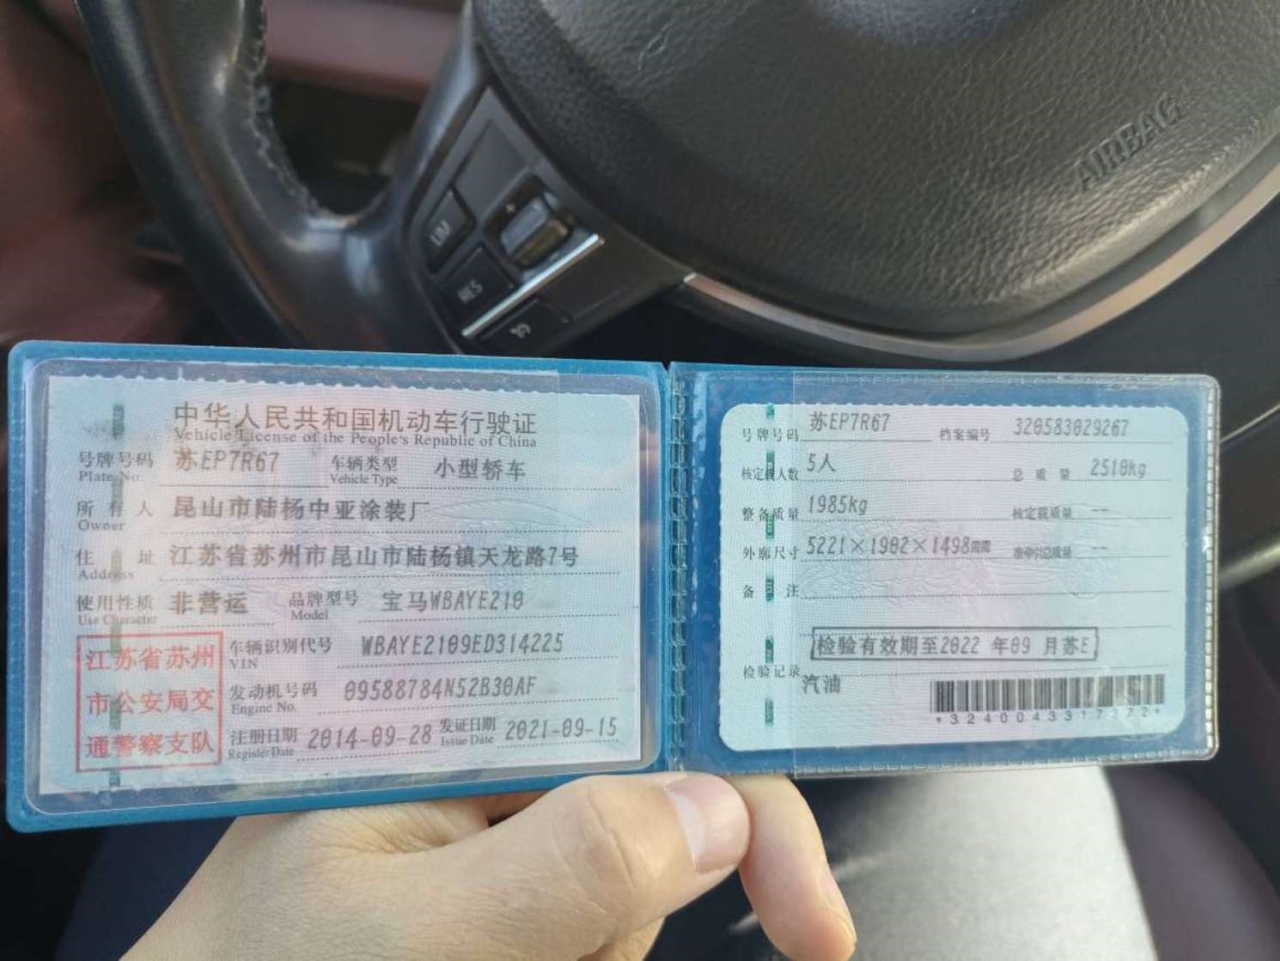 AIRBAG
LIM
RES
中华人民共和国机动车行驶证
Vehicle License of the People's Republic of China
号牌号码 苏EP7R67 车辆类型 小型轿车
Plate No. Vehicle Type
所有人 昆山市陆杨中亚涂装厂
Owner
住址 江苏省苏州市昆山市陆杨镇天龙路7号
Address
使用性质 非营运 品牌型号 宝马WBAYE210
Use Character Model
江苏省苏州
市公安局交
通警察支队
车辆识别代号 WBAYE2109ED314225
VIN
发动机号码 09588784N52B30AF
Engine No.
注册日期 2014-09-28 发证日期 2021-09-15
Register Date Issue Date
号牌号码 苏EP7R67 档案编号 320583029267
核定载人数 5人 总质量 2510kg
整备质量 1985kg 核定载质量 --
外廓尺寸 5221×1902×1498mm 准牵引总质量 --
备注
检验有效期至2022 年09 月苏E
检验记录
汽油
*3240043317372*